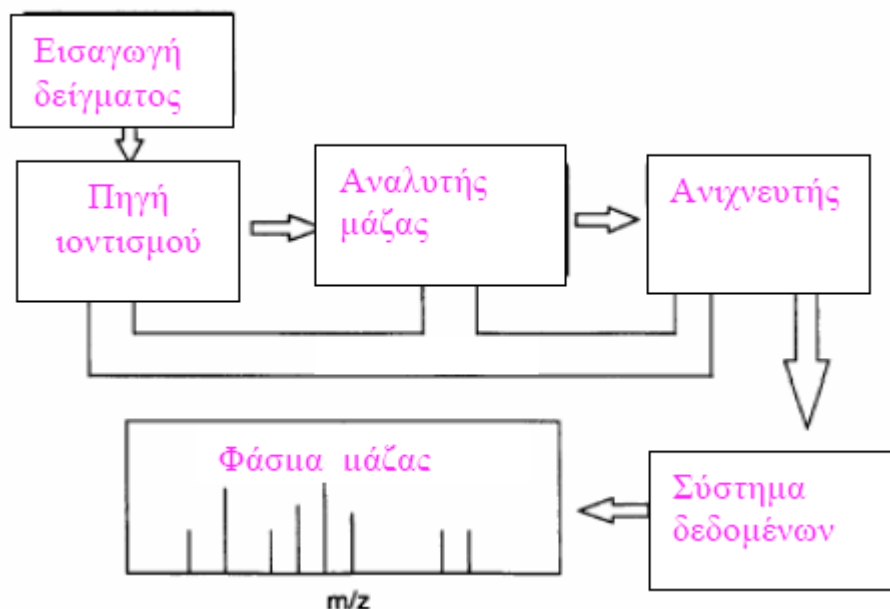 Εισαγωγή
δείγματος
Πηγή
ιοντισμού
Αναλυτής
μάζας
Ανιχνευτής
Σύστημα
δεδομένων
Φάσμα μάζας
m/z